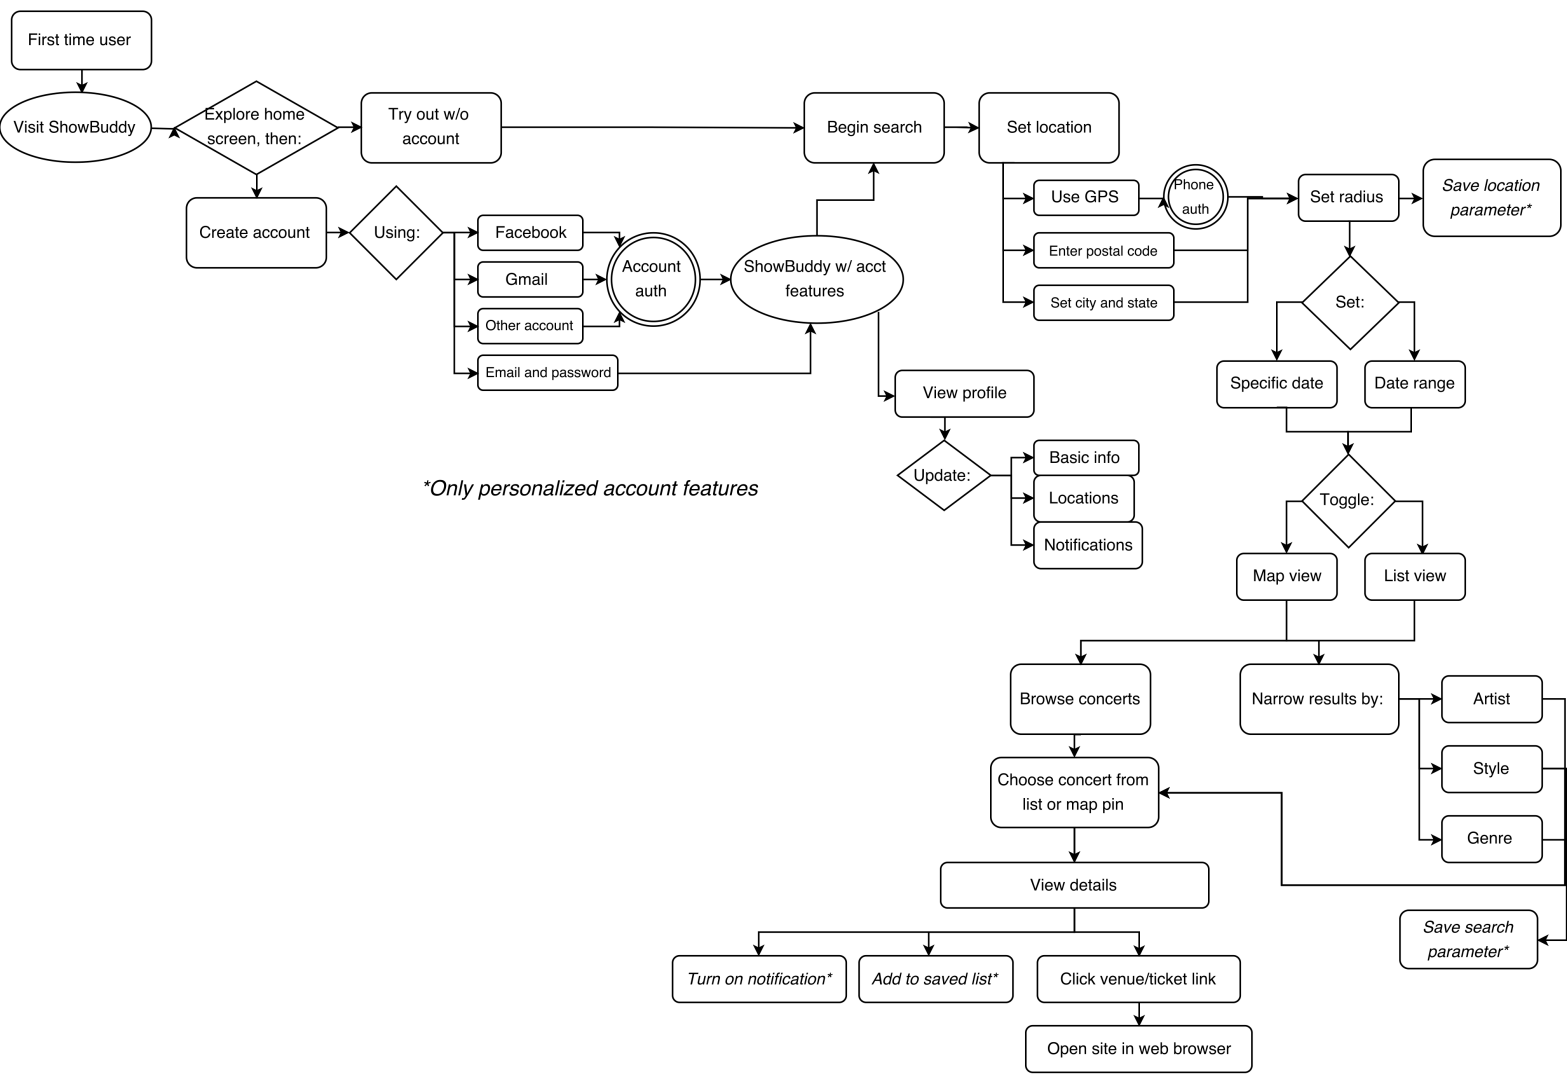 First time user
Visit ShowBuddy
Explore home
screen, then:
Try out w/o
account
Begin search
Set location
Create account
Using:
Facebook
Gmail
Other account
Email and password
Account
auth
ShowBuddy w/ acct
features
Use GPS
Phone
auth
Enter postal code
Set city and state
Set radius
Save location
parameter*
Set:
Specific date
Date range
View profile
Update:
Basic info
Locations
Notifications
*Only personalized account features
Toggle:
Map view
List view
Browse concerts
Narrow results by:
Artist
Style
Genre
Choose concert from
list or map pin
View details
Save search
parameter*
Turn on notification*
Add to saved list*
Click venue/ticket link
Open site in web browser